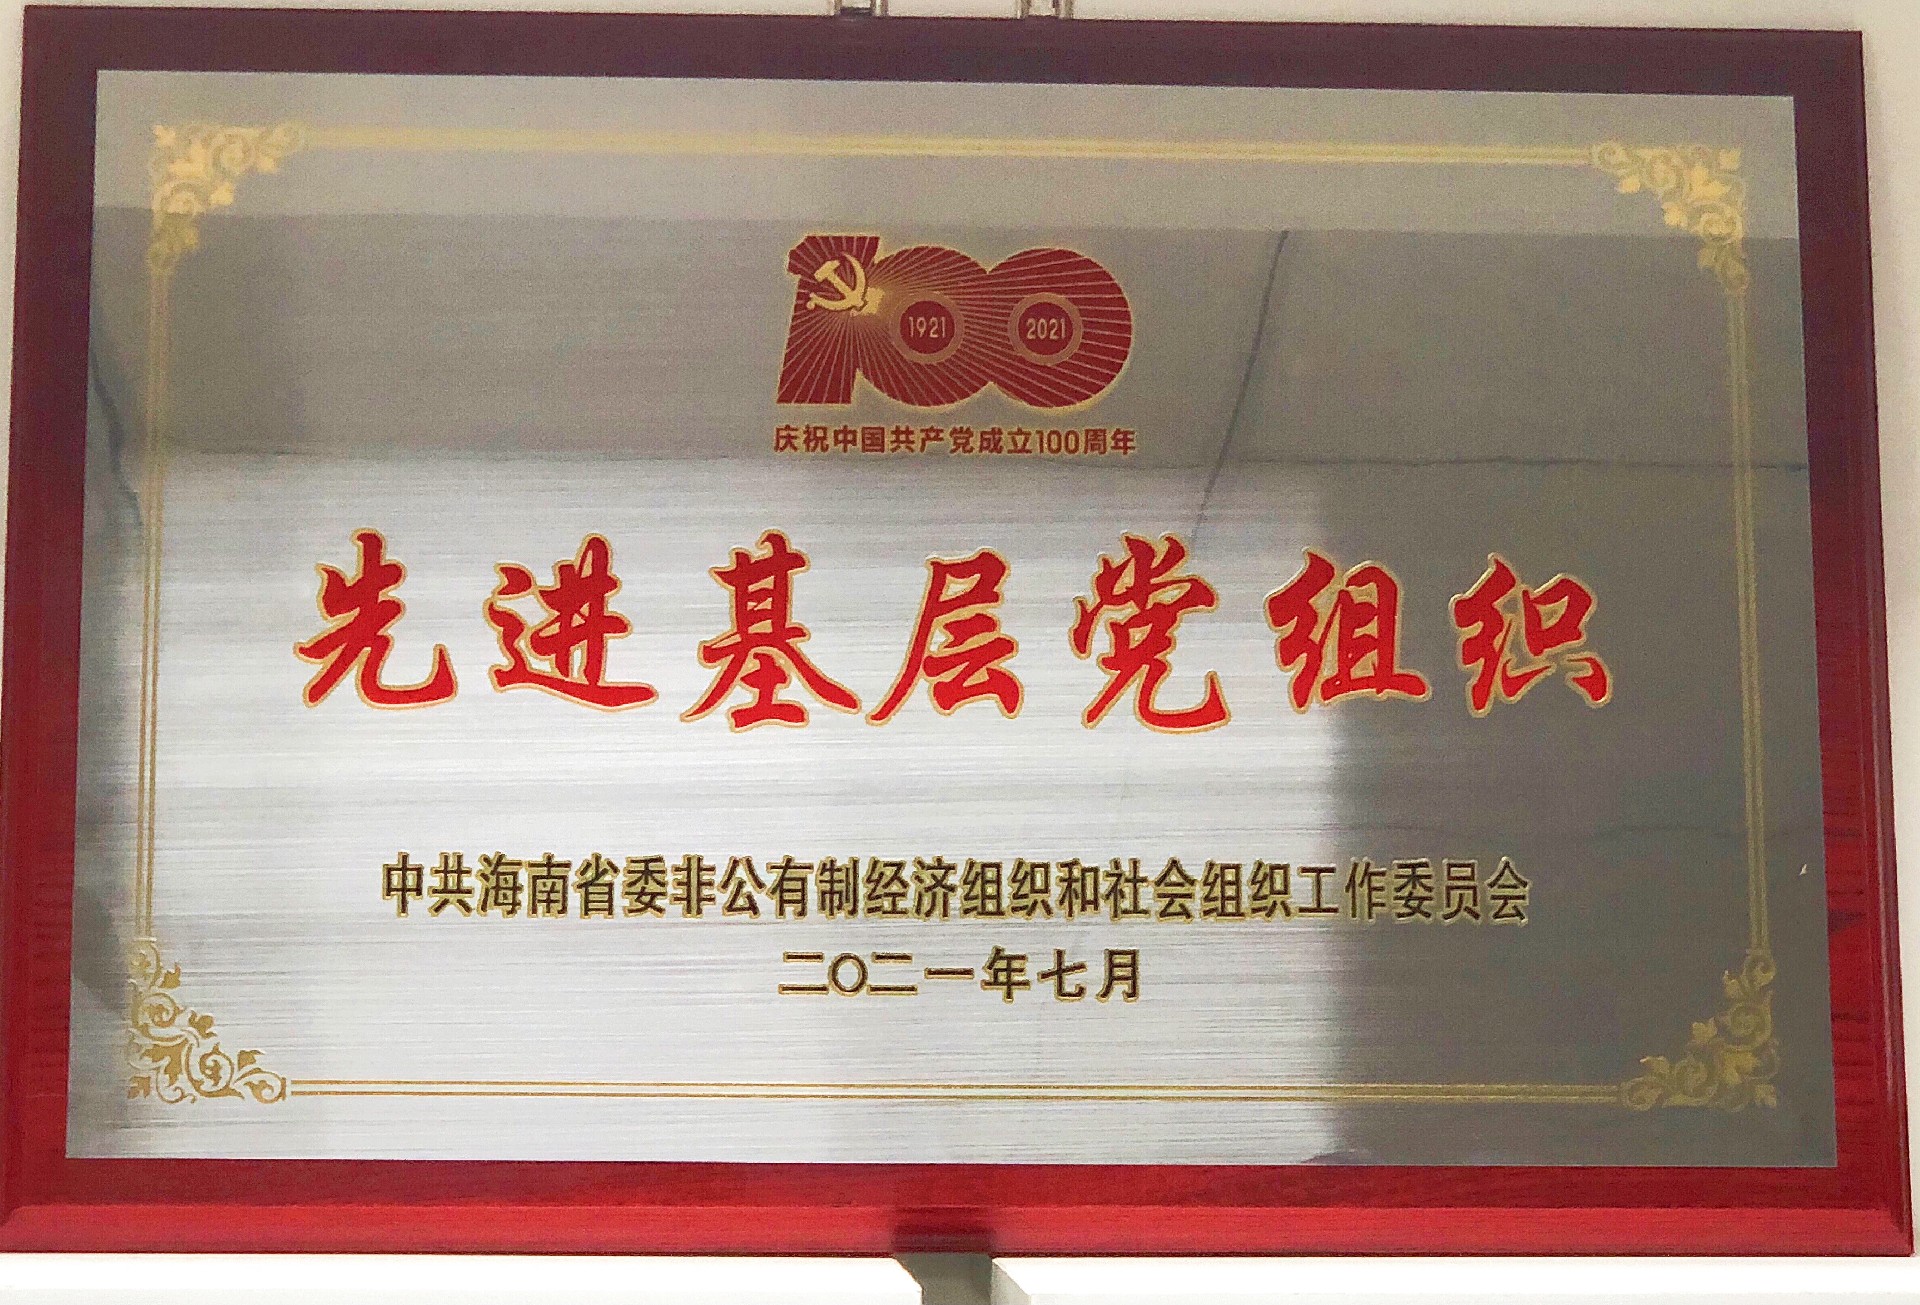 100
1921 2021
庆祝中国共产党成立100周年
先进基层党组织
中共海南省委非公有制经济组织和社会组织工作委员会
二〇二一年七月